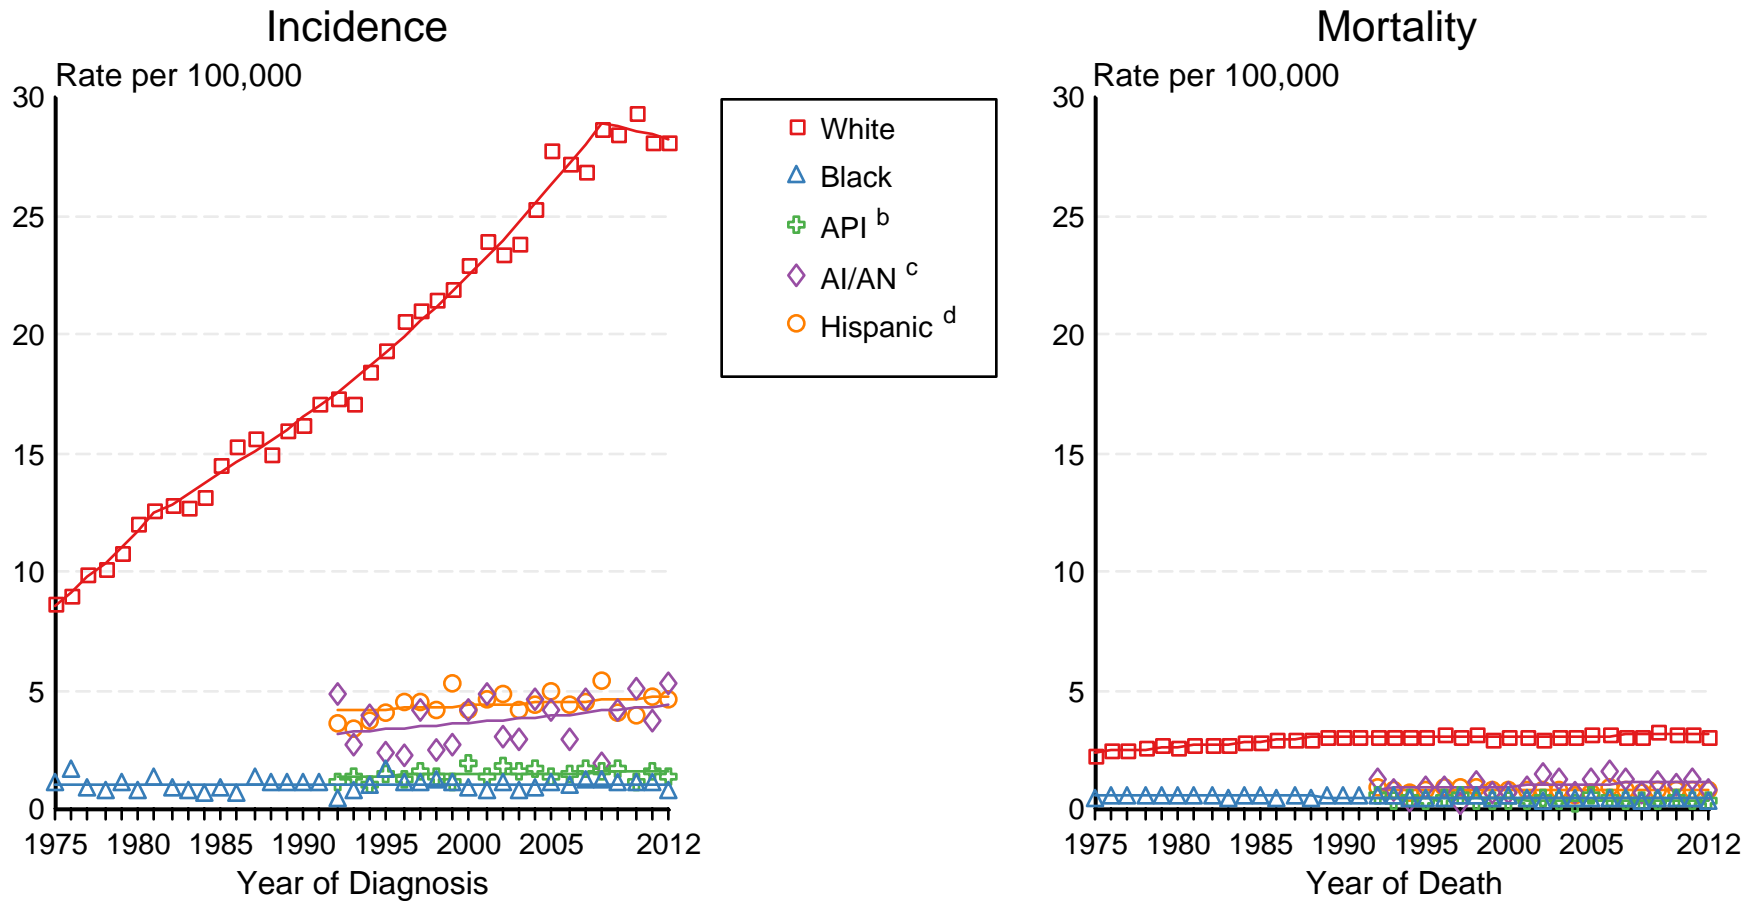 Incidence
Rate per 100,000
30
25
20
15
10
5
0
1975 1980 1985 1990 1995 2000 2005 2012
Year of Diagnosis
White
Black
API b
AI/AN c
Hispanic d
Mortality
Rate per 100,000
30
25
20
15
10
5
0
1975 1980 1985 1990 1995 2000 2005 2012
Year of Death